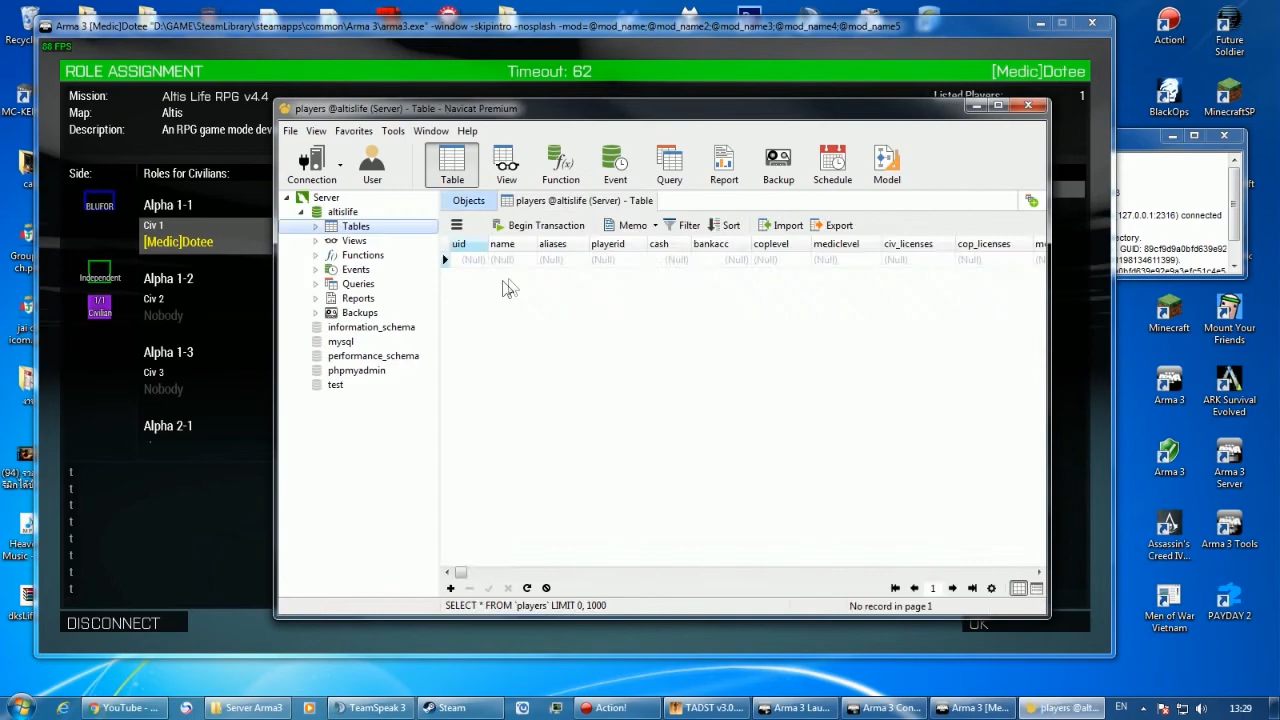 Arma 3 [Medic]Dotee "D:\GAME\SteamLibrary\steamapps\common\Arma 3\arma3.exe" -window -skipintro -nosplash -mod=@mod_name;@mod_name2;@mod_name3;@mod_name4;@mod_name5
88 FPS
ROLE ASSIGNMENT
Timeout: 62
[Medic]Dotee
Mission:
Altis Life RPG v4.4
1
Map:
Altis
Description:
An RPG game mode dev
Side:
Roles for Civilians:
BLUFOR
Alpha 1-1
Civ 1
[Medic]Dotee
Independent
Alpha 1-2
Civ 2
Nobody
1/1
Civilian
Alpha 1-3
Civ 3
Nobody
Alpha 2-1
t
t
t
t
t
t
t
t
DISCONNECT
OK
players @altislife (Server) - Table - Navicat Premium
File
View
Favorites
Tools
Window
Help
Connection
User
Table
View
Function
Event
Query
Report
Backup
Schedule
Model
Server
altislife
Tables
Views
Functions
Events
Queries
Reports
Backups
information_schema
mysql
performance_schema
phpmyadmin
test
Objects
players @altislife (Server) - Table
Begin Transaction
Memo
Filter
Sort
Import
Export
uid name aliases playerid cash bankacc coplevel mediclevel civ_licenses cop_licenses me
(Null) (Null) (Null) (Null) (Null) (Null) (Null) (Null) (Null) (Null)
1
SELECT * FROM `players` LIMIT 0, 1000
No record in page 1
127.0.0.1:2316) connected
ectory.
GUID: 89cf9d9a0bfd639e92
198134611399).
Action!
Future
Soldier
BlackOps
MinecraftSP
Minecraft
Mount Your
Friends
Arma 3
ARK Survival
Evolved
Arma 3
Arma 3
Server
Assassin's
Creed IV...
Arma 3 Tools
Men of War
Vietnam
PAYDAY 2
YouTube - ...
Server Arma3
TeamSpeak 3
Steam
Action!
TADST v3.0....
Arma 3 Lau...
Arma 3 Con...
Arma 3 [Me...
players @alt...
EN
13:29